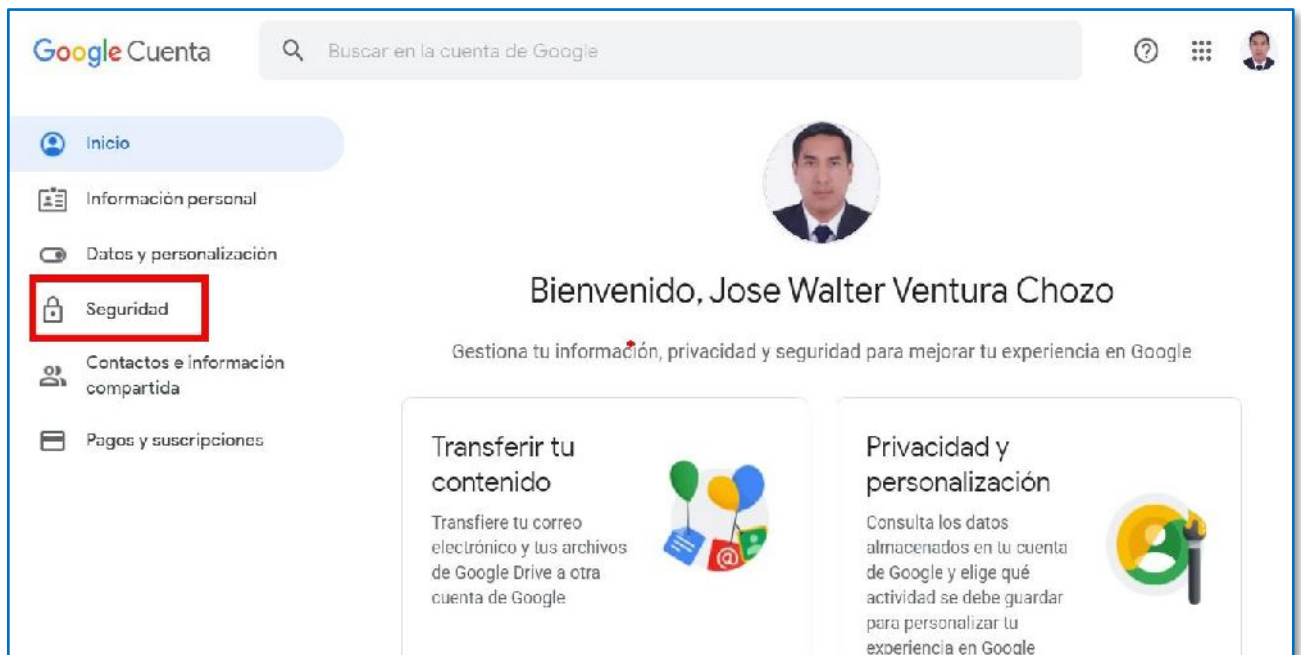 Google Cuenta
Buscar en la cuenta de Google
Inicio
Información personal
Datos y personalización
Seguridad
Contactos e información
compartida
Pagos y suscripciones
Bienvenido, Jose Walter Ventura Chozo
Gestiona tu información, privacidad y seguridad para mejorar tu experiencia en Google
Transferir tu
contenido
Transfiere tu correo
electrónico y tus archivos
de Google Drive a otra
cuenta de Google
Privacidad y
personalización
Consulta los datos
almacenados en tu cuenta
de Google y elige qué
actividad se debe guardar
para personalizar tu
experiencia en Google